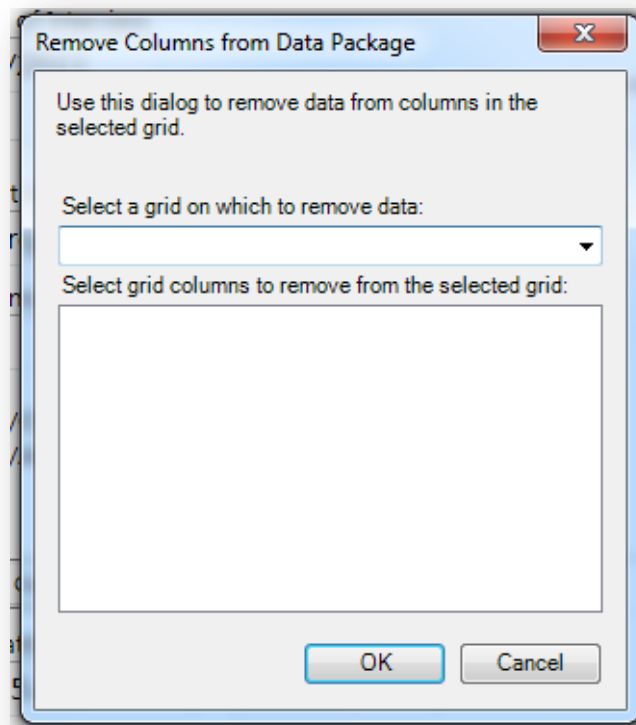 Remove Columns from Data Package
Use this dialog to remove data from columns in the
selected grid.
Select a grid on which to remove data:
Select grid columns to remove from the selected grid:
OK
Cancel